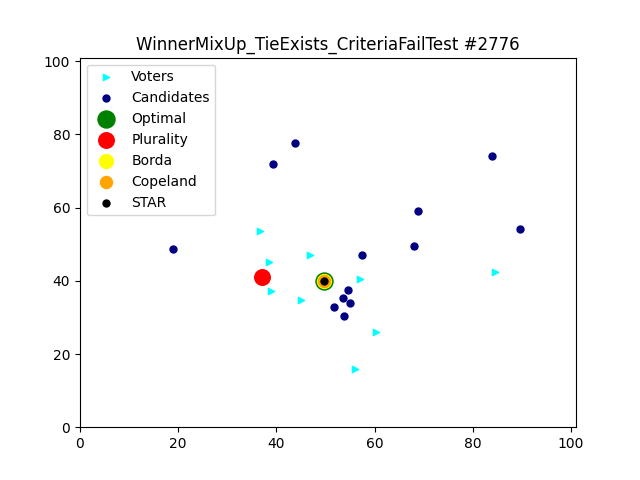 WinnerMixUp_TieExists_CriteriaFailTest #2776
Voters
Candidates
Optimal
Plurality
Borda
Copeland
STAR
100
80
60
40
20
0
0 20 40 60 80 100